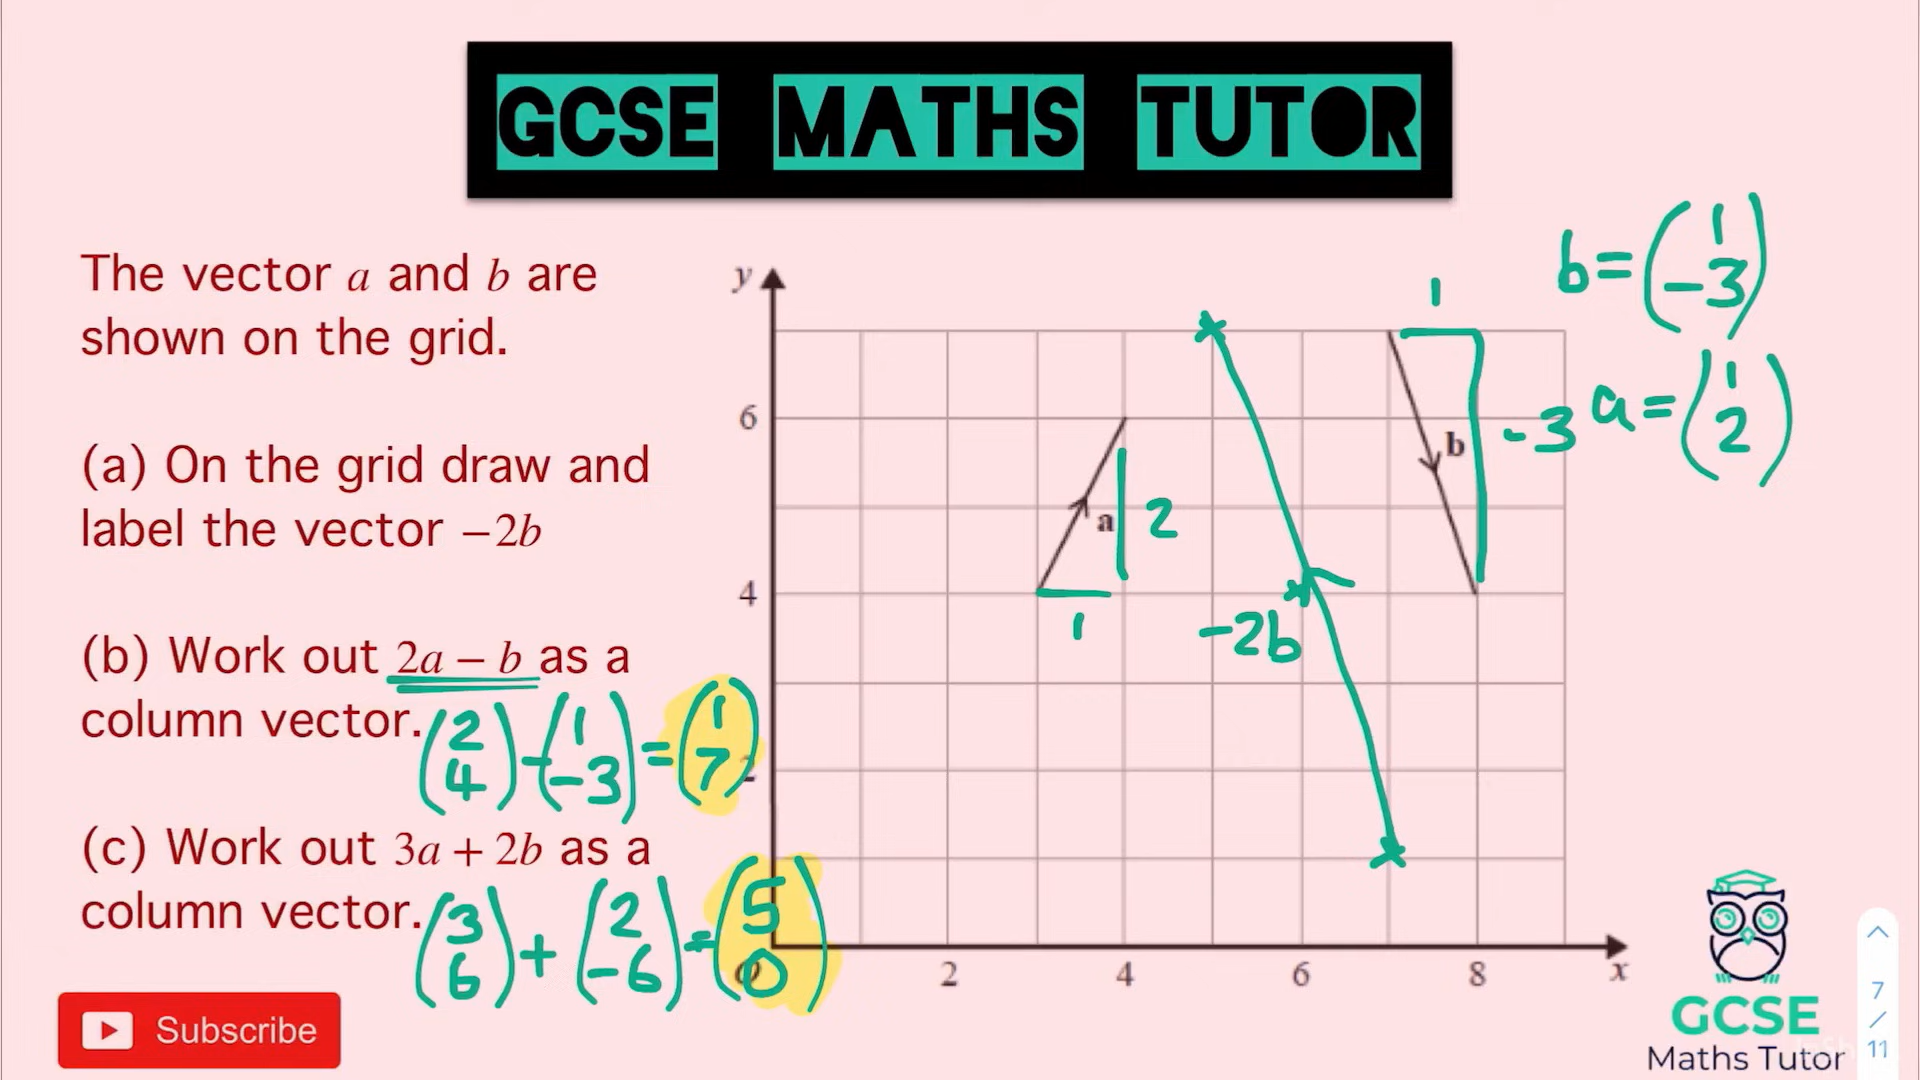 GCSE MATHS TUTOR
The vector a and b are
shown on the grid.
(a) On the grid draw and
label the vector −2b
(b) Work out 2a − b as a
column vector.
(2 4) − (1 −3) = (1 7)
(c) Work out 3a + 2b as a
column vector.
(3 6) + (2 −6) = (5 0)
Subscribe
y
6
4
2
O
2
4
6
8
x
a
2
1
-2b
1
b
-3
b = (1 −3)
a = (1 2)
GCSE
Maths Tutor
7
/
11